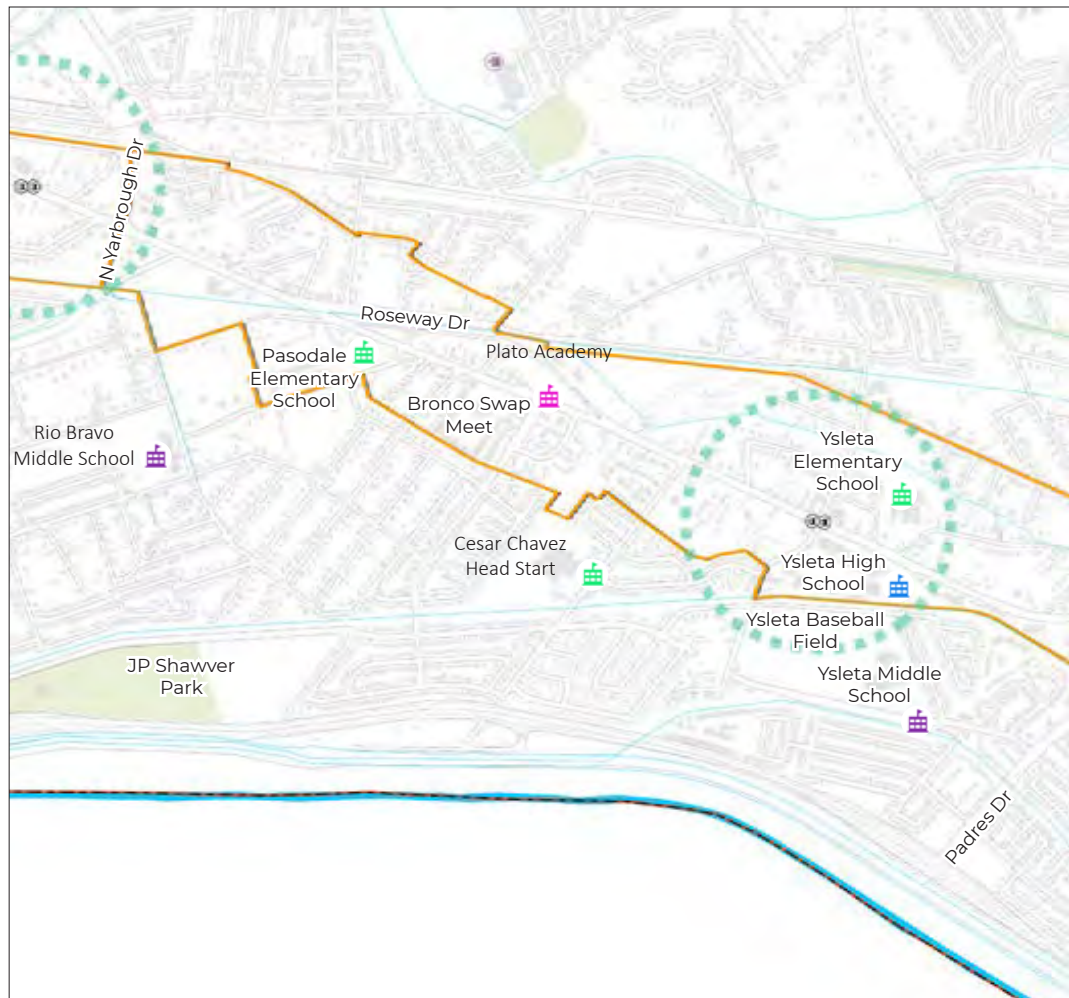 N Yarbrough Dr
Roseway Dr
Plato Academy
Pasodale
Elementary
School
Bronco Swap
Meet
Rio Bravo
Middle School
Ysleta
Elementary
School
Cesar Chavez
Head Start
Ysleta High
School
Ysleta Baseball
Field
JP Shawver
Park
Ysleta Middle
School
Padres Dr